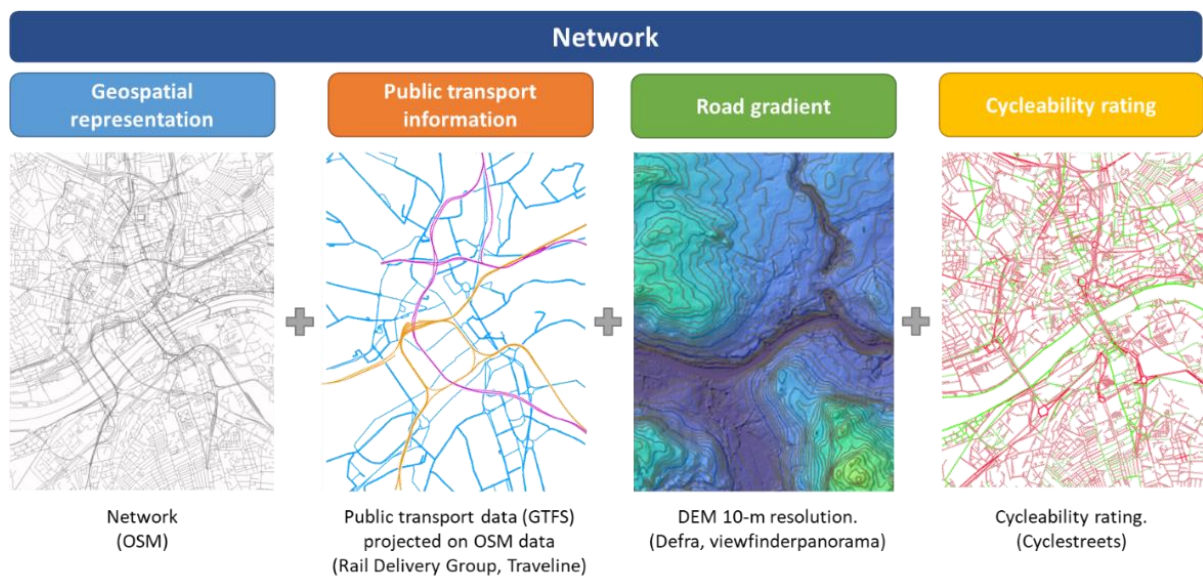 Network
Geospatial
representation
Public transport
information
Road gradient
Cycleability rating
Network
(OSM)
Public transport data (GTFS)
projected on OSM data
(Rail Delivery Group, Traveline)
DEM 10-m resolution.
(Defra, viewfinderpanorama)
Cycleability rating.
(Cyclestreets)